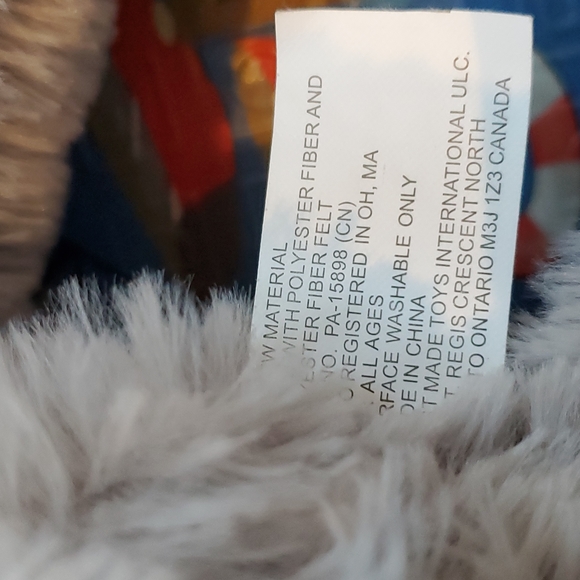 W MATERIAL
WITH POLYESTER FIBER AND
ESTER FIBER FELT
NO. PA-15898 (CN)
O REGISTERED IN OH, MA
ALL AGES
RFACE WASHABLE ONLY
DE IN CHINA
T MADE TOYS INTERNATIONAL ULC.
T REGIS CRESCENT NORTH
TO ONTARIO M3J 1Z3 CANADA